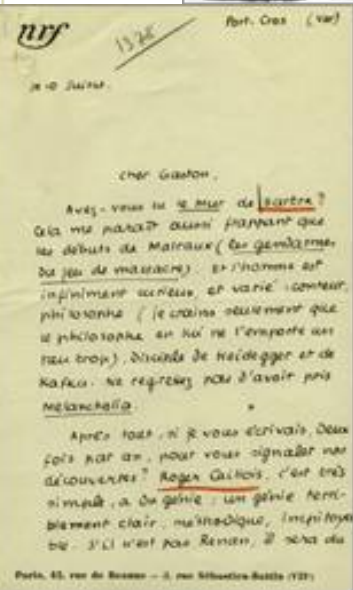 nrf
Port. Cros (Var)
Juillet.
Cher Gaston,
Avez-vous lu le Mur de Sartre?
Cela me paraît aussi frappant que
les débuts de Malraux (
du jeu de massacre). et l'homme est
infiniment curieux, et varié: conteur,
philosophe (je crains seulement que
le philosophe en lui ne l'emporte un
peu trop). Disciple de Heidegger et de
Kafka. Ne regrettez pas d'avoir pris
Melancholia.
Après tout, si je vous écrivais, deux
fois par an, pour vous signaler nos
découvertes? Roger Caillois, c'est très
simple, a du génie: un génie terri-
blement clair, méthodique, impitoya-
ble. S'il n'est pas Renan, il sera du
Paris, 43, rue de Beaune — 5, rue Sébastien-Bottin (VIIe)